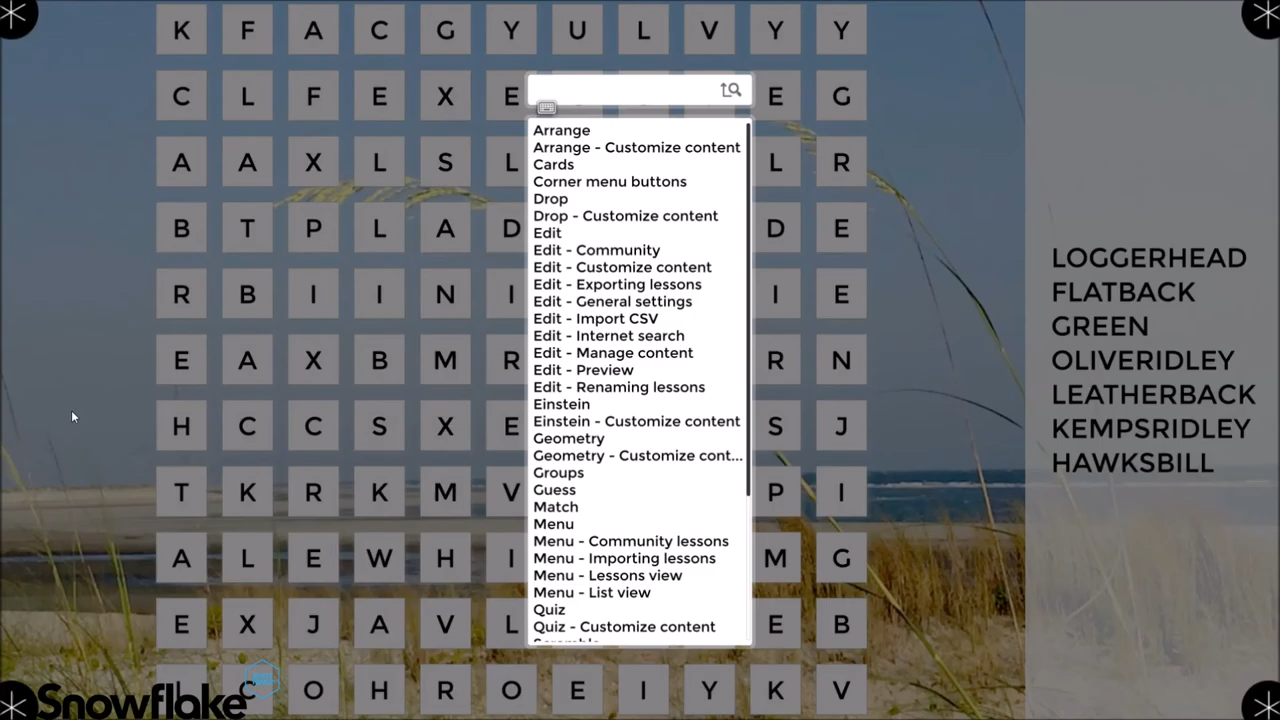 K F A C G Y U L V Y Y
C L F E X E E G
A A X L S L L R
B T P L A D D E
R B I I N I I E
E A X B M R R N
H C C S X E S J
T K R K M V P I
A L E W H I M G
E X J A V L E B
C O H R O E I Y K V
Arrange
Arrange - Customize content
Cards
Corner menu buttons
Drop
Drop - Customize content
Edit
Edit - Community
Edit - Customize content
Edit - Exporting lessons
Edit - General settings
Edit - Import CSV
Edit - Internet search
Edit - Manage content
Edit - Preview
Edit - Renaming lessons
Einstein
Einstein - Customize content
Geometry
Geometry - Customize cont...
Groups
Guess
Match
Menu
Menu - Community lessons
Menu - Importing lessons
Menu - Lessons view
Menu - List view
Quiz
Quiz - Customize content
LOGGERHEAD
FLATBACK
GREEN
OLIVERIDLEY
LEATHERBACK
KEMPSRIDLEY
HAWKSBILL
Snowflake